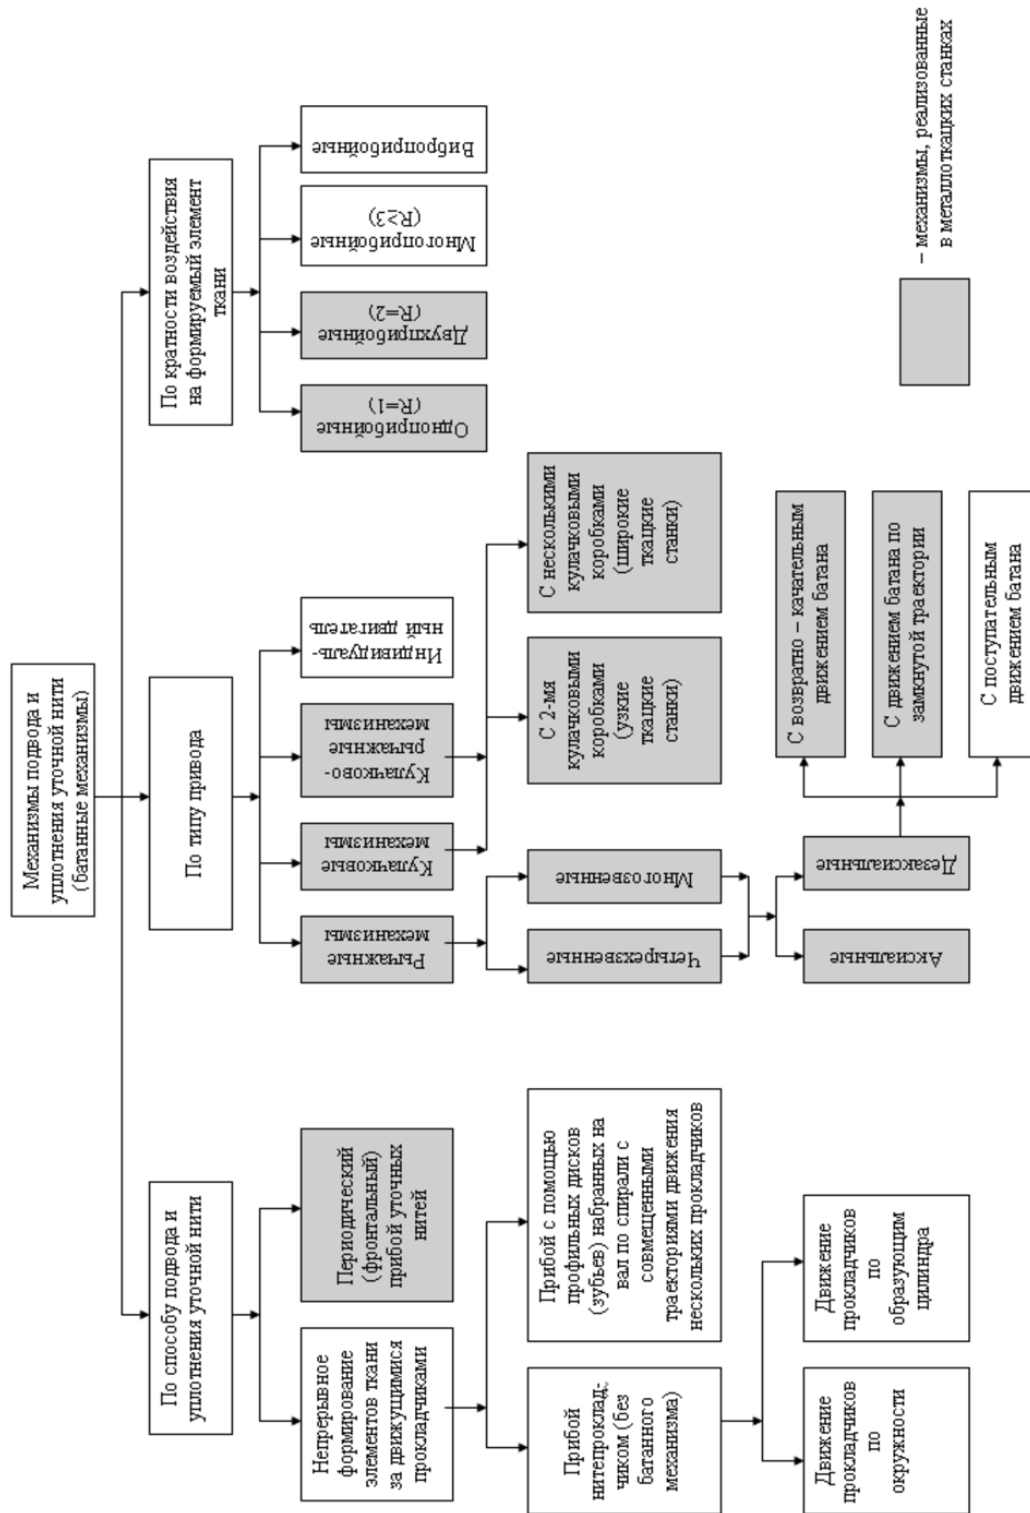 Механизмы подвода и
уплотнения уточной нити
(батанные механизмы)
По способу подвода и
уплотнения уточной нити
По типу привода
По кратности воздействия
на формируемый элемент
ткани
Непрерывное
формирование
элементов ткани
за движущимися
прокладчиками
Периодический
(фронтальный)
прибой уточных
нитей
Рычажные
механизмы
Кулачковые
механизмы
Кулачково-
рычажные
механизмы
Индивидуаль-
ный двигатель
Одноприбойные
(R=1)
Двухприбойные
(R=2)
Многоприбойные
(R≥3)
Виброприбойные
Прибой
нитепроклад-
чиком (без
батанного
механизма)
Прибой с помощью
профильных дисков
(зубьев) набранных на
вал по спирали с
совмещенными
траекториями движения
нескольких прокладчиков
Четырехзвенные
Многозвенные
С 2-мя
кулачковыми
коробками
(узкие
ткацкие
станки)
С несколькими
кулачковыми
коробками
(широкие
ткацкие
станки)
Движение
прокладчиков
по
окружности
Движение
прокладчиков
по
образующим
цилиндра
Аксиальные
Дезаксиальные
С возвратно – качательным
движением батана
С движением батана по
замкнутой траектории
С поступательным
движением батана
– механизмы, реализованные
в металлоткацких станках